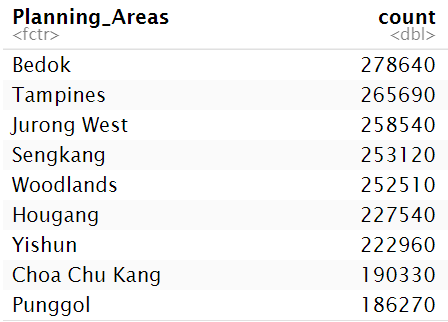 Planning_Areas count
<fctr> <dbl>
Bedok 278640
Tampines 265690
Jurong West 258540
Sengkang 253120
Woodlands 252510
Hougang 227540
Yishun 222960
Choa Chu Kang 190330
Punggol 186270